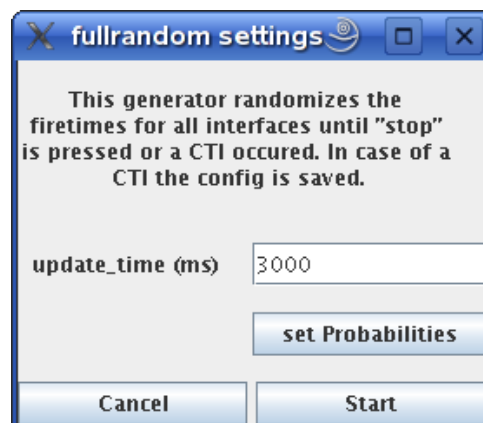 fullrandom settings
This generator randomizes the
firetimes for all interfaces until "stop"
is pressed or a CTI occured. In case of a
CTI the config is saved.
update_time (ms) 3000
set Probabilities
Cancel Start